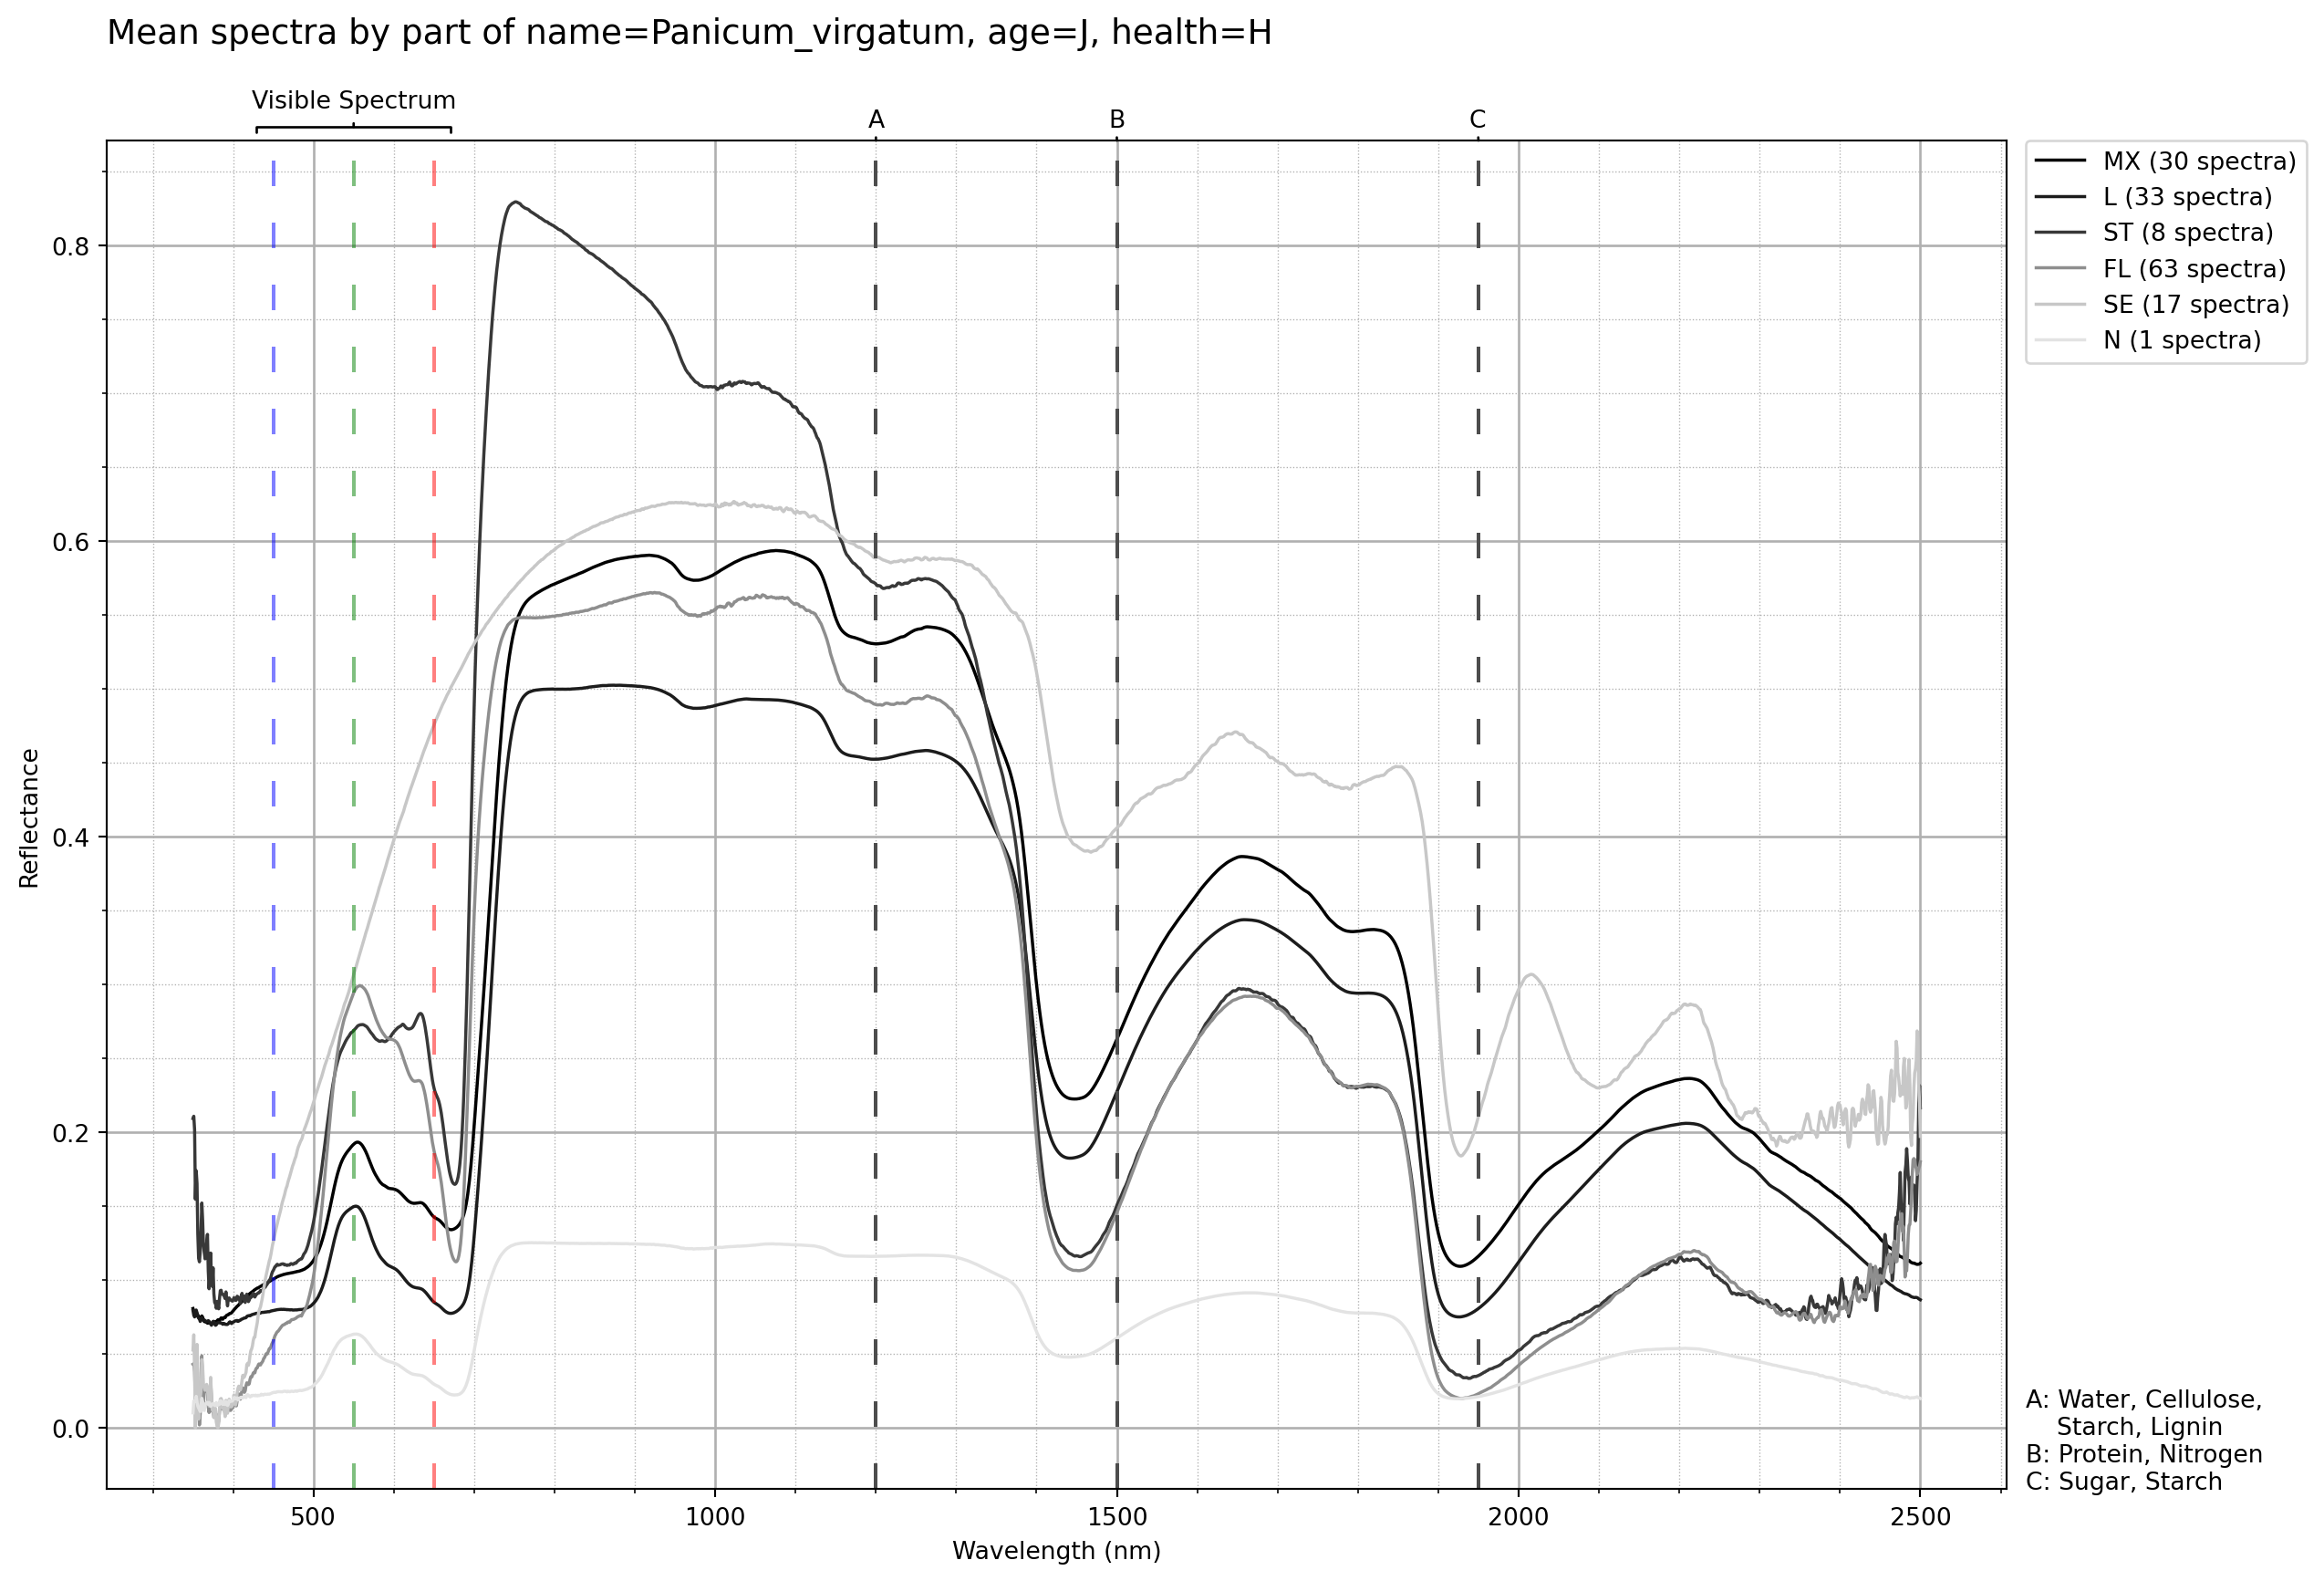 Mean spectra by part of name=Panicum_virgatum, age=J, health=H
Visible Spectrum
A
B
C
MX (30 spectra)
L (33 spectra)
ST (8 spectra)
FL (63 spectra)
SE (17 spectra)
N (1 spectra)
0.8
0.6
0.4
0.2
0.0
Reflectance
500
1000
1500
2000
2500
Wavelength (nm)
A: Water, Cellulose,
Starch, Lignin
B: Protein, Nitrogen
C: Sugar, Starch